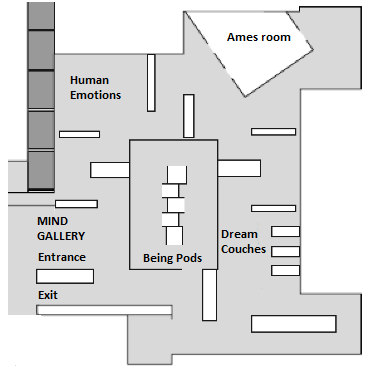 Ames room
Human
Emotions
MIND
GALLERY
Dream
Couches
Entrance
Being Pods
Exit